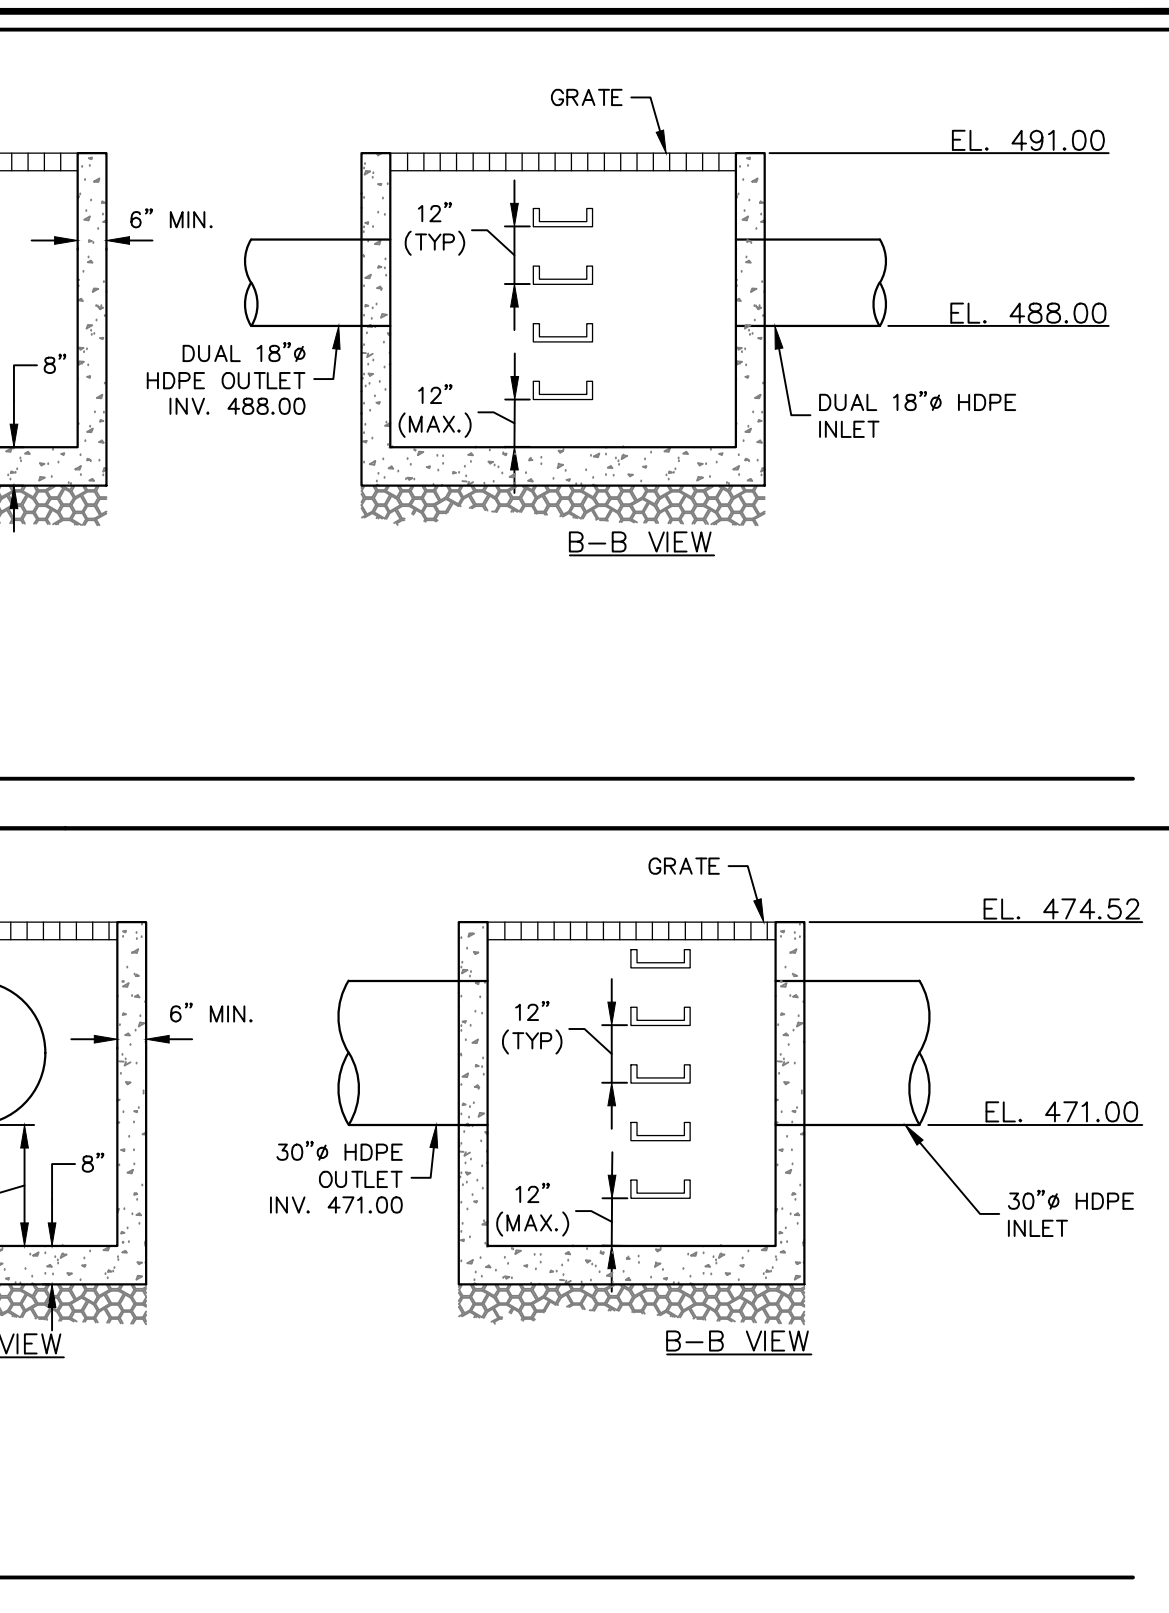 GRATE
EL. 491.00
6" MIN.
12"
(TYP)
EL. 488.00
8"
DUAL 18"ø
HDPE OUTLET
INV. 488.00
12"
(MAX.)
DUAL 18"ø HDPE
INLET
B-B VIEW
GRATE
EL. 474.52
6" MIN.
12"
(TYP)
EL. 471.00
8"
30"ø HDPE
OUTLET
INV. 471.00
12"
(MAX.)
30"ø HDPE
INLET
VIEW
B-B VIEW